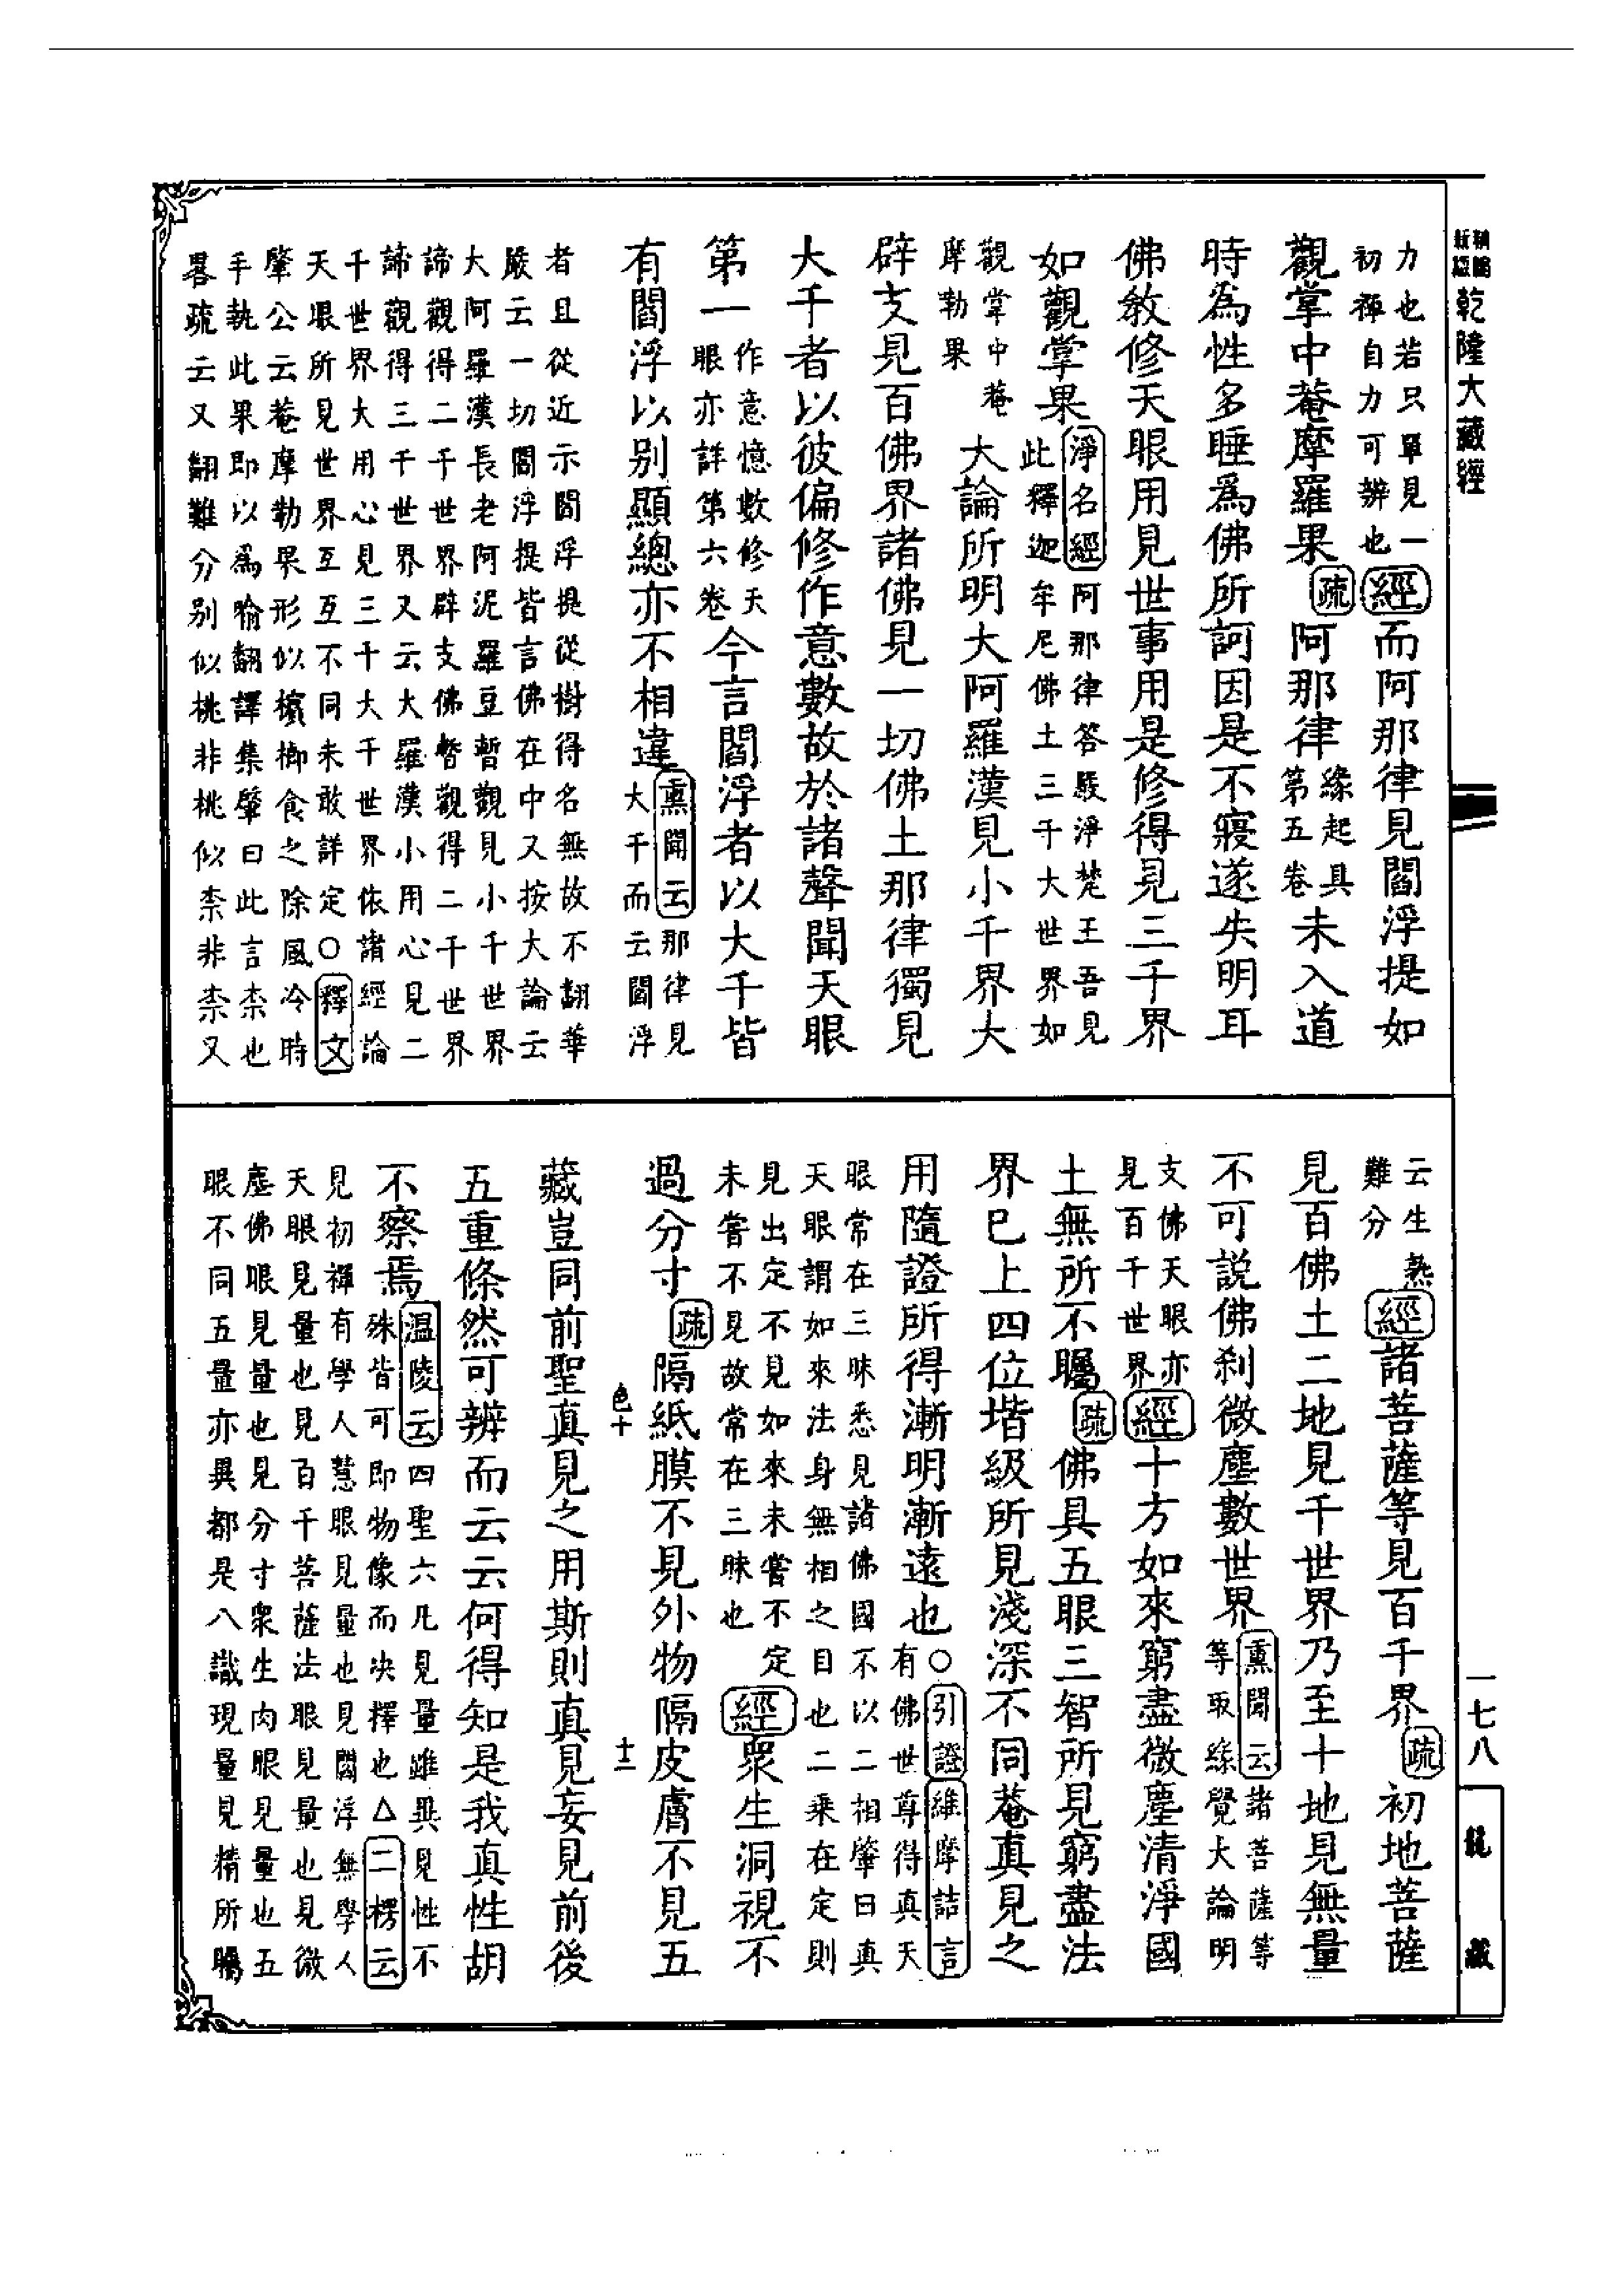 新編縮本乾隆大藏經
力也若只單見一
初禪自力可辨也
經而阿那律見閻浮提如
觀掌中菴摩羅果疏阿那律
緣起具
第五卷
未入道
時為性多睡為佛所訶因是不寢遂失明耳
佛教修天眼用見世事用是修得見三千界
如觀掌果
淨名經阿那律答嚴淨梵王吾見
此釋迦牟尼佛土三千大世界如
觀掌中菴
摩勒果
大論所明大阿羅漢見小千界大
辟支見百佛界諸佛見一切佛土那律獨見
大千者以彼偏修作意數故於諸聲聞天眼
第一
作意憶數修天
眼亦詳第六卷
今言閻浮者以大千皆
有閻浮以別顯總亦不相違
熏聞云那律見
大千而云閻浮
者且從近示閻浮提從樹得名無故不翻華
嚴云一切閻浮提皆言佛在中又按大論云
大阿羅漢長老阿泥羅豆暫觀見小千世界
諦觀得二千世界辟支佛暫觀得二千世界
諦觀得三千世界又云大羅漢小用心見二
千世界大用心見三千大千世界依諸經論
天眼所見世界互互不同未敢詳定○釋文
肇公云菴摩勒果形似檳榔食之除風冷時
手執此果即以為喻翻譯集肇曰此言柰也
畧疏云又翻難分別似桃非桃似柰非柰又
云生熟
難分
經諸菩薩等見百千界疏初地菩薩
見百佛土二地見千世界乃至十地見無量
不可說佛刹微塵數世界
熏聞云諸菩薩等
等取緣覺大論明
支佛天眼亦
見百千世界
經十方如來窮盡微塵清淨國
土無所不矚疏佛具五眼三智所見窮盡法
界巳上四位堦級所見淺深不同菴真見之
用隨證所得漸明漸遠也
○引證維摩詰言
有佛世尊得真天
眼常在三昧悉見諸佛國不以二相肇曰真
天眼謂如來法身無相之目也二乘在定則
見出定不見如來未嘗不定
未嘗不見故常在三昧也
經衆生洞視不
過分寸疏隔紙膜不見外物隔皮膚不見五
色十
十二
藏豈同前聖真見之用斯則真見妄見前後
五重條然可辨而云云何得知是我真性胡
不察焉
温陵云四聖六凡見量雖異見性不
殊皆可即物像而决擇也△二楞云
見初禪有學人慧眼見量也見閻浮無學人
天眼見量也見百千菩薩法眼見量也見微
塵佛眼見量也見分寸衆生肉眼見量也五
眼不同五量亦異都是八識現量見精所矚
一七八
龍藏